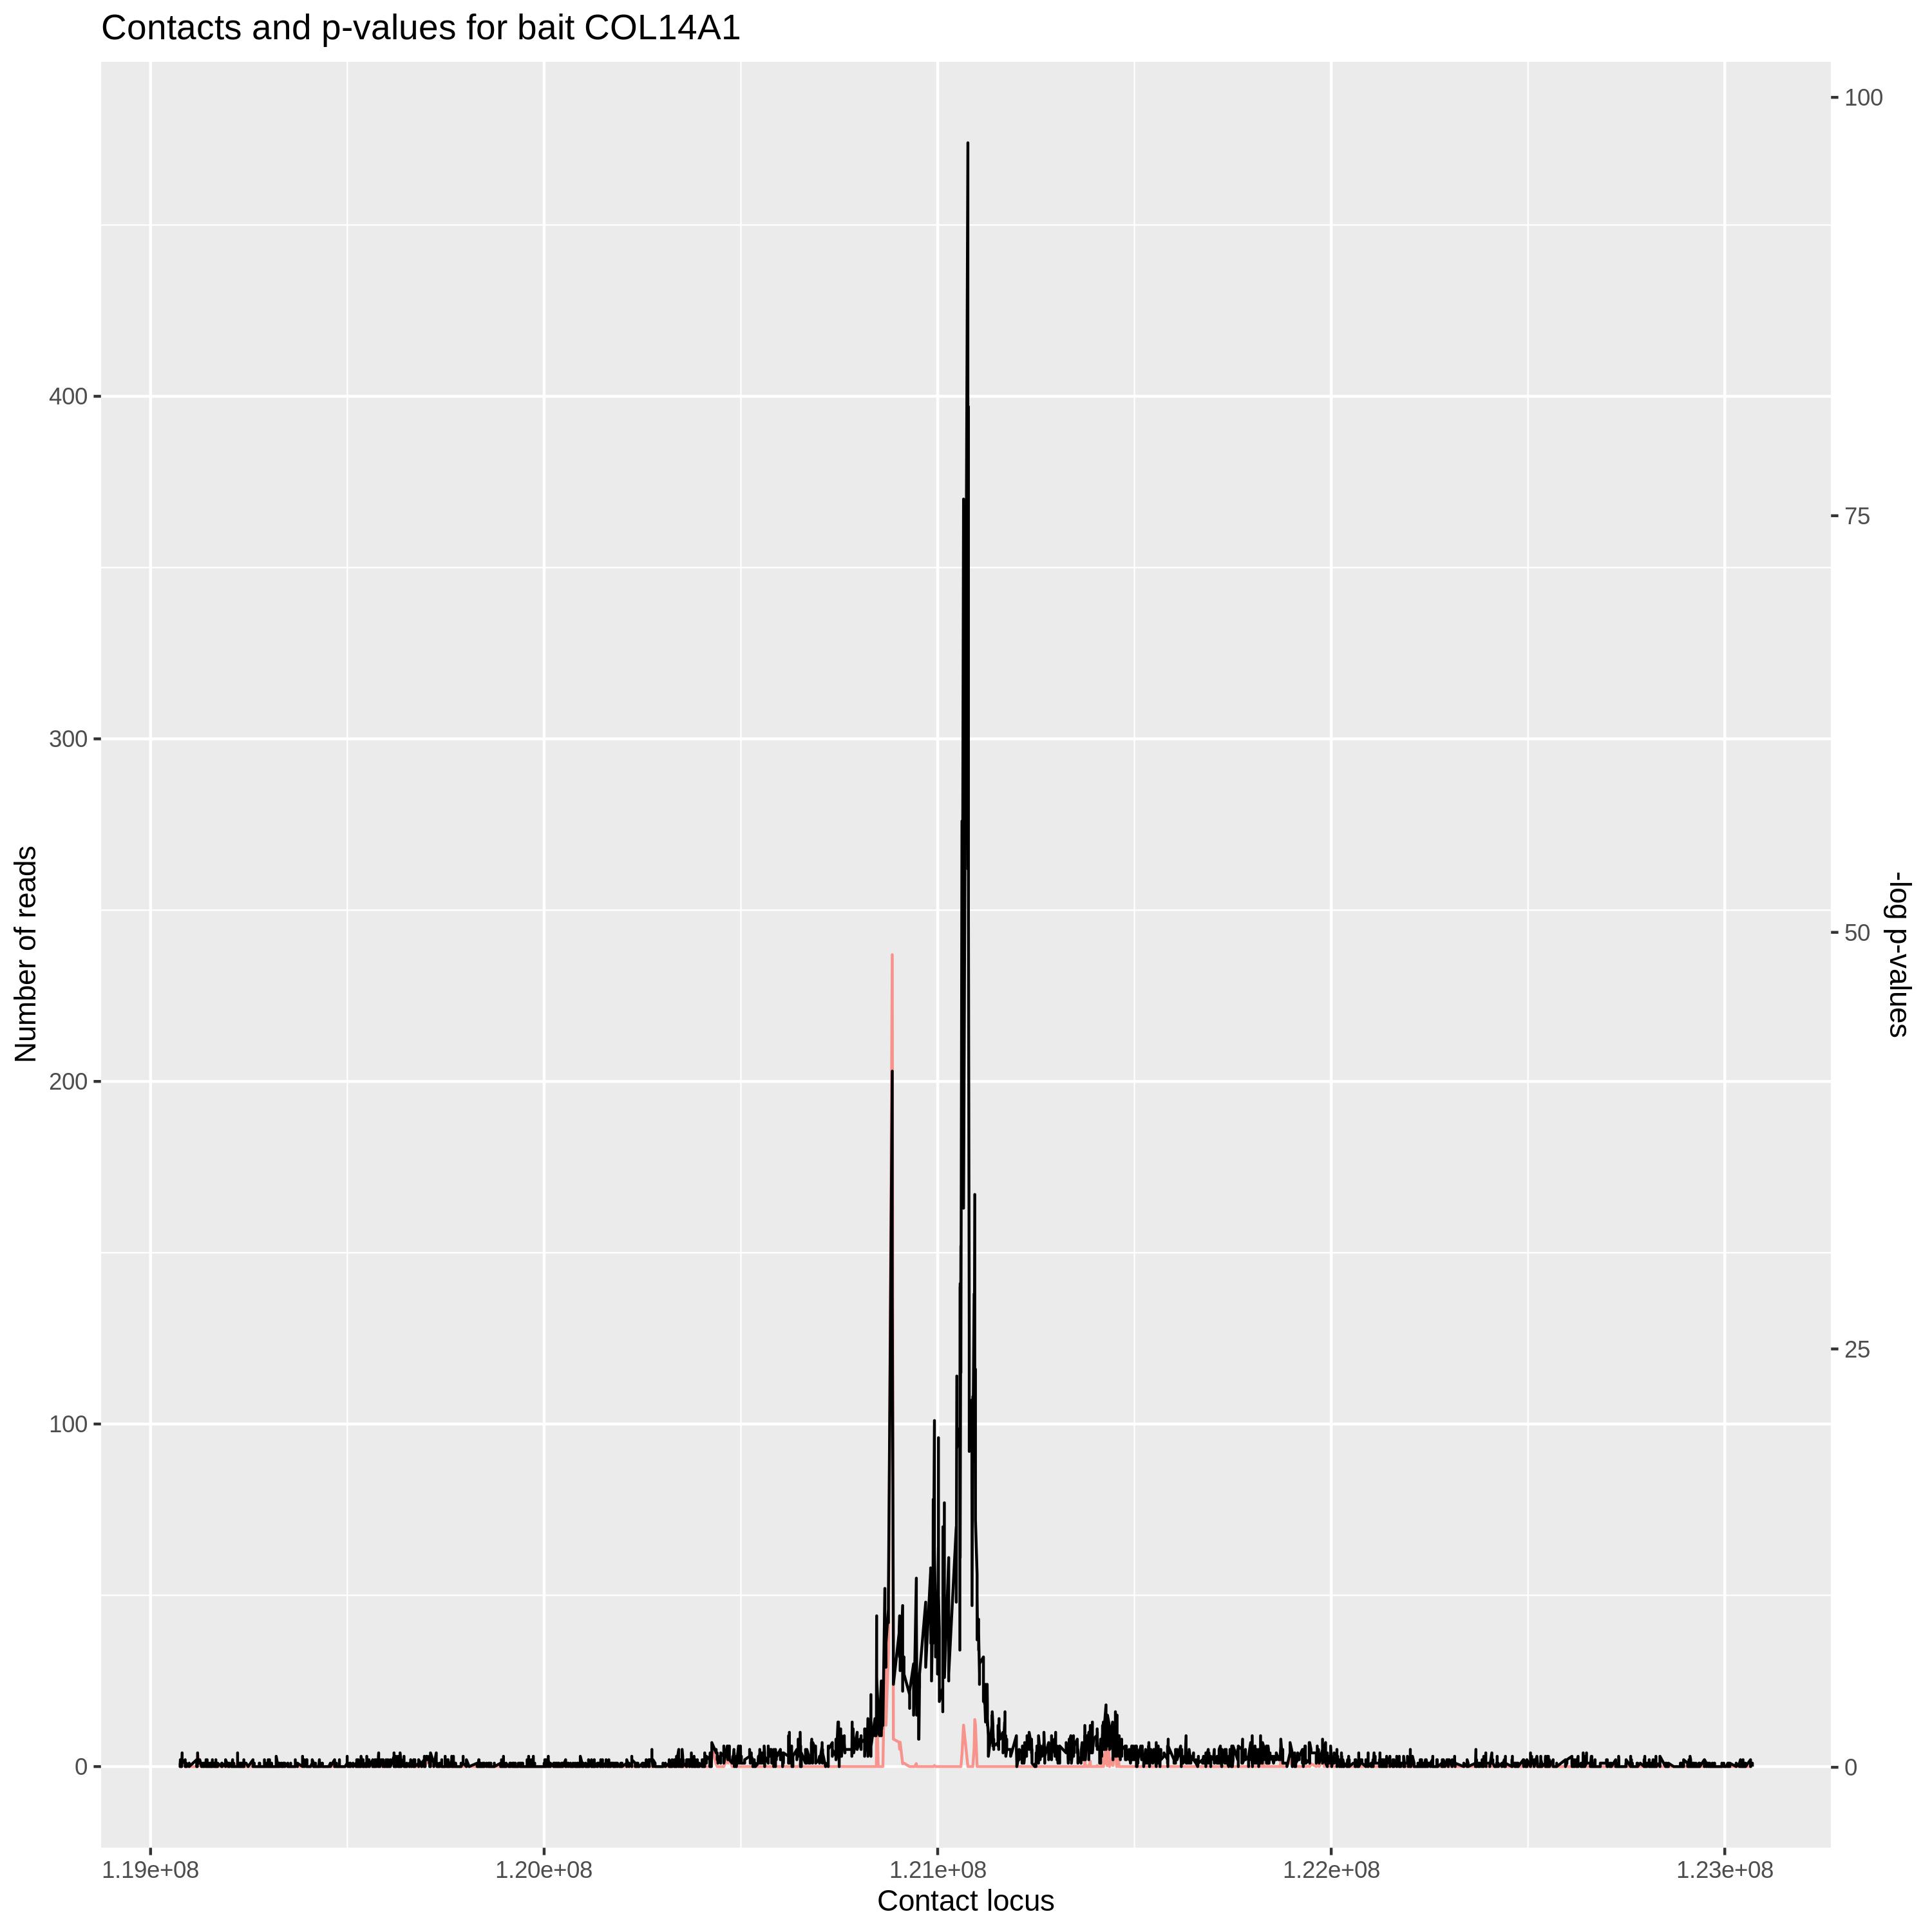 Contacts and p-values for bait COL14A1
Number of reads
400
300
200
100
0
100
75
50
25
0
-log p-values
1.19e+08
1.20e+08
1.21e+08
1.22e+08
1.23e+08
Contact locus